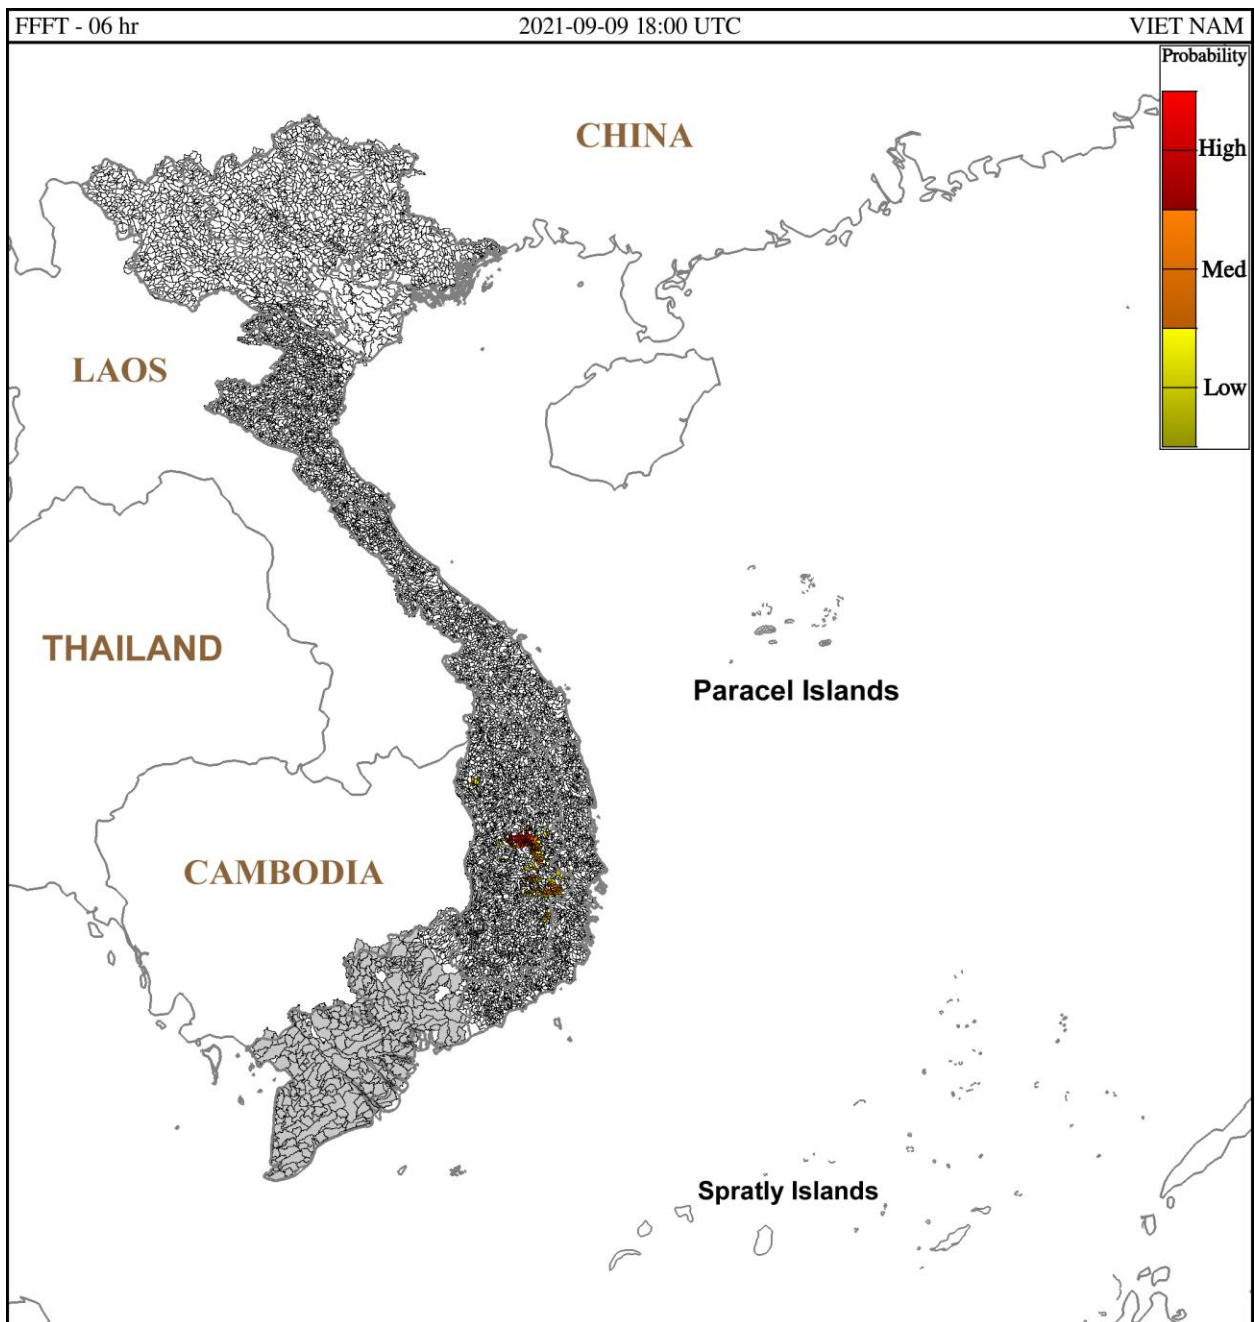 FFFT - 06 hr 2021-09-09 18:00 UTC VIET NAM
Probability
CHINA
High
Med
LAOS
Low
THAILAND
Paracel Islands
CAMBODIA
Spratly Islands